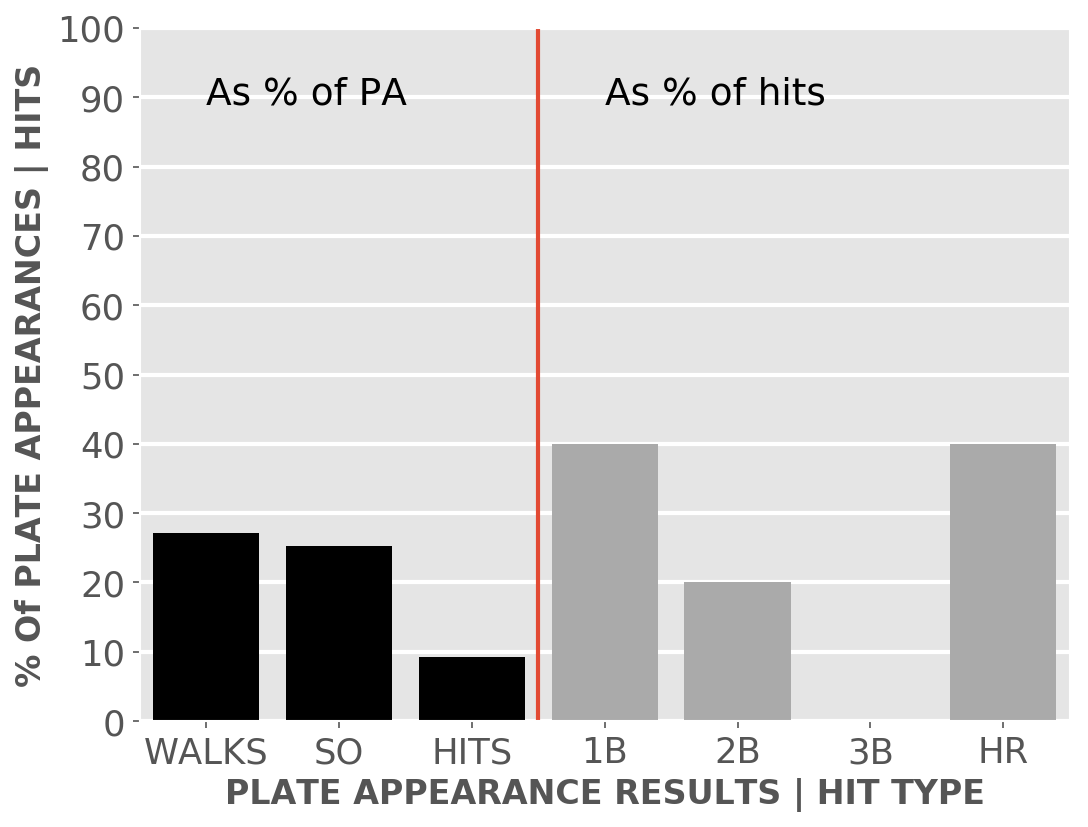 100
90
80
70
60
50
40
30
20
10
0
% Of PLATE APPEARANCES | HITS
As % of PA
As % of hits
WALKS SO HITS 1B 2B 3B HR
PLATE APPEARANCE RESULTS | HIT TYPE